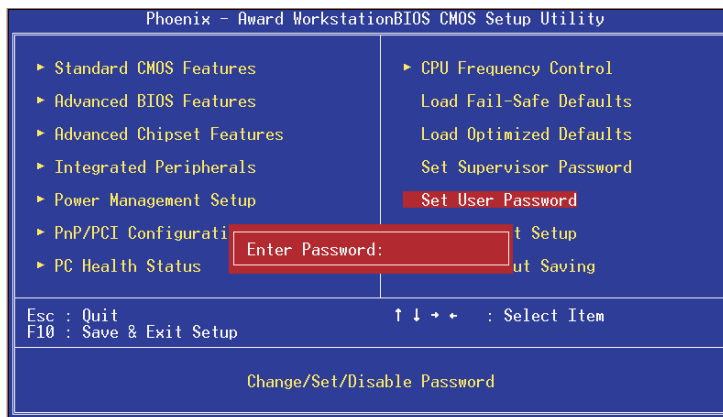 Phoenix - Award WorkstationBIOS CMOS Setup Utility
► Standard CMOS Features
► Advanced BIOS Features
► Advanced Chipset Features
► Integrated Peripherals
► Power Management Setup
► PnP/PCI Configurati
► PC Health Status
► CPU Frequency Control
Load Fail-Safe Defaults
Load Optimized Defaults
Set Supervisor Password
Set User Password
t Setup
ut Saving
Enter Password:
Esc : Quit
F10 : Save & Exit Setup
↑ ↓ → ← : Select Item
Change/Set/Disable Password